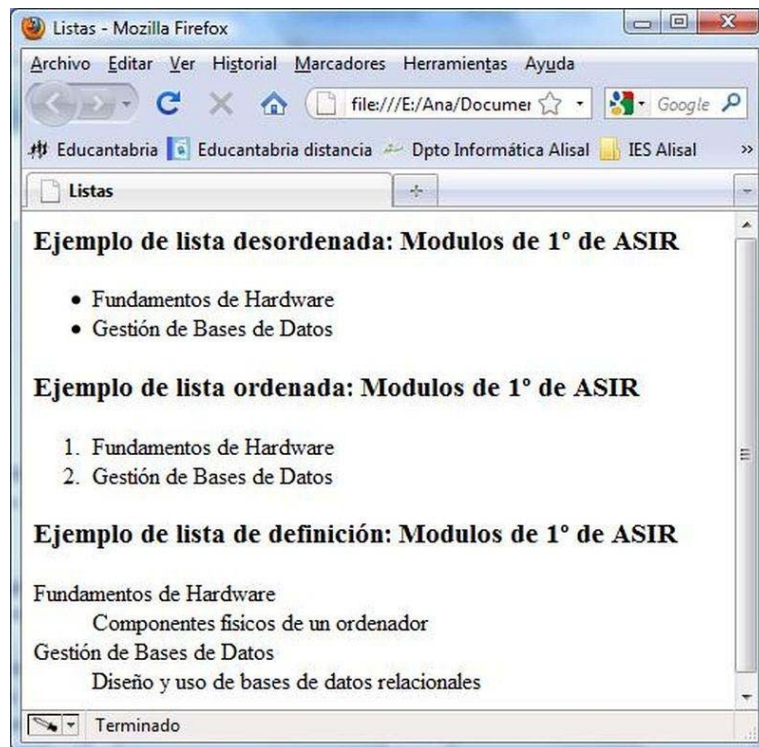 Listas - Mozilla Firefox
Archivo Editar Ver Historial Marcadores Herramientas Ayuda
file:///E:/Ana/Documer
Google
Educantabria Educantabria distancia Dpto Informática Alisal IES Alisal »
Listas
Ejemplo de lista desordenada: Modulos de 1º de ASIR
• Fundamentos de Hardware
• Gestión de Bases de Datos
Ejemplo de lista ordenada: Modulos de 1º de ASIR
1. Fundamentos de Hardware
2. Gestión de Bases de Datos
Ejemplo de lista de definición: Modulos de 1º de ASIR
Fundamentos de Hardware
Componentes fisicos de un ordenador
Gestión de Bases de Datos
Diseño y uso de bases de datos relacionales
Terminado